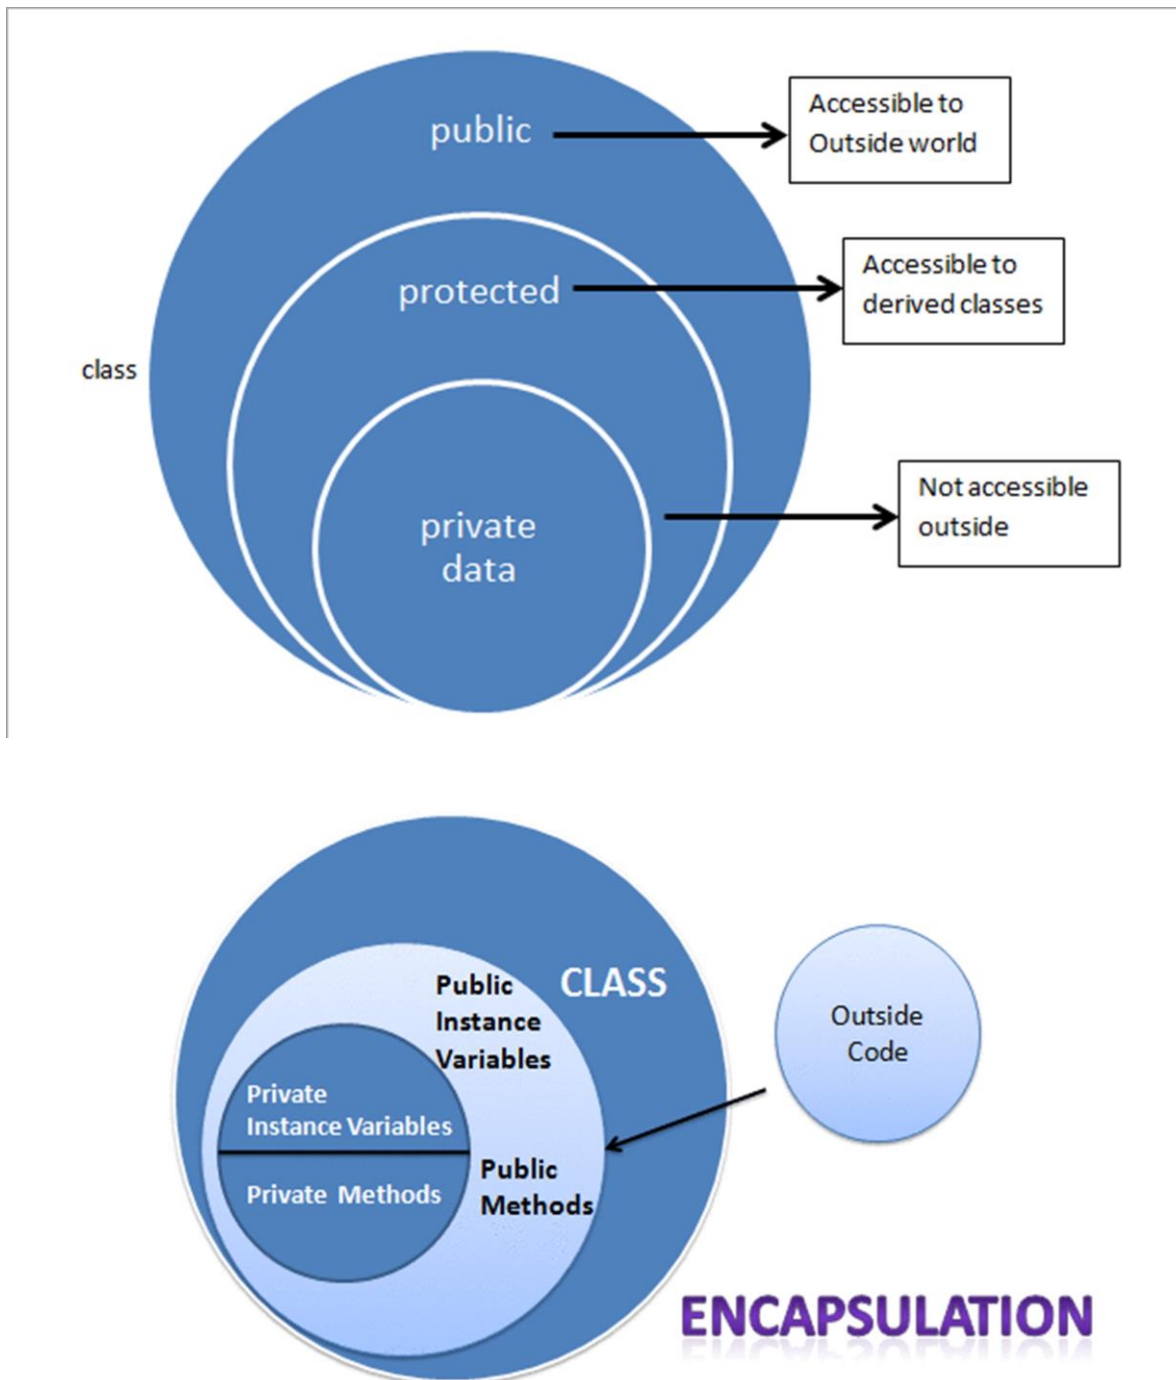 public
Accessible to
Outside world
protected
Accessible to
derived classes
class
private
data
Not accessible
outside
CLASS
Public
Instance
Variables
Outside
Code
Private
Instance Variables
Private Methods
Public
Methods
ENCAPSULATION